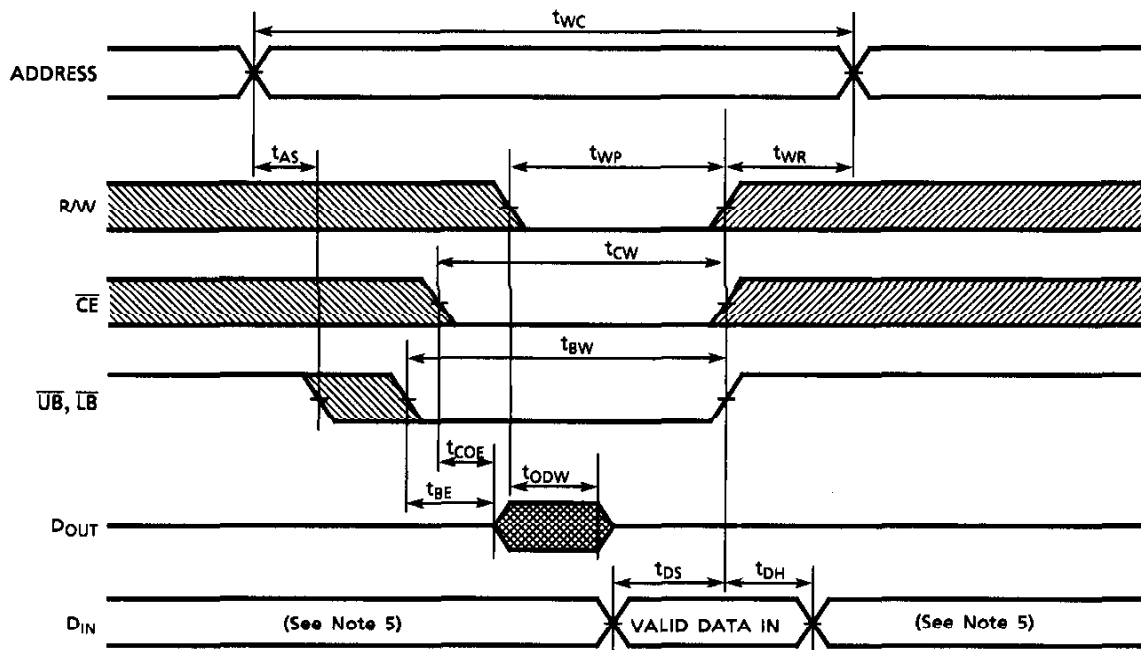 tWC
ADDRESS
tAS
tWP
tWR
R/W
tCW
CE
tBW
UB, LB
tCOE
tODW
tBE
DOUT
tDS
tDH
DIN
(See Note 5)
VALID DATA IN
(See Note 5)